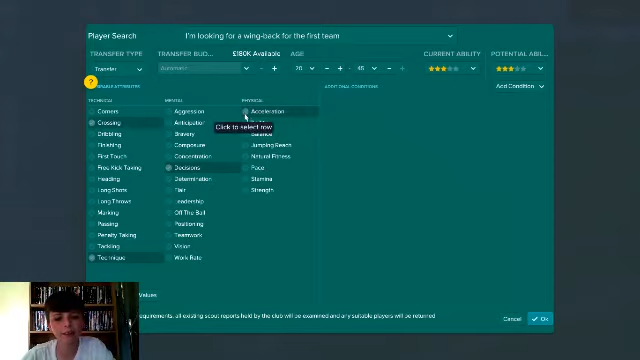 Player Search
I'm looking for a wing-back for the first team
TRANSFER TYPE
TRANSFER BUD...
£180K Available
AGE
CURRENT ABILITY
POTENTIAL ABIL...
Transfer
Automatic
20
45
Add Condition
ADDITIONAL CONDITIONS
TECHNICAL
MENTAL
PHYSICAL
Corners
Aggression
Acceleration
Crossing
Anticipation
Click to select row
Dribbling
Bravery
Balance
Finishing
Composure
Jumping Reach
First Touch
Concentration
Natural Fitness
Free Kick Taking
Decisions
Pace
Heading
Determination
Stamina
Long Shots
Flair
Strength
Long Throws
Leadership
Marking
Off The Ball
Passing
Positioning
Penalty Taking
Teamwork
Tackling
Vision
Technique
Work Rate
Values
requirements, all existing scout reports held by the club will be examined and any suitable players will be returned
Cancel
Ok